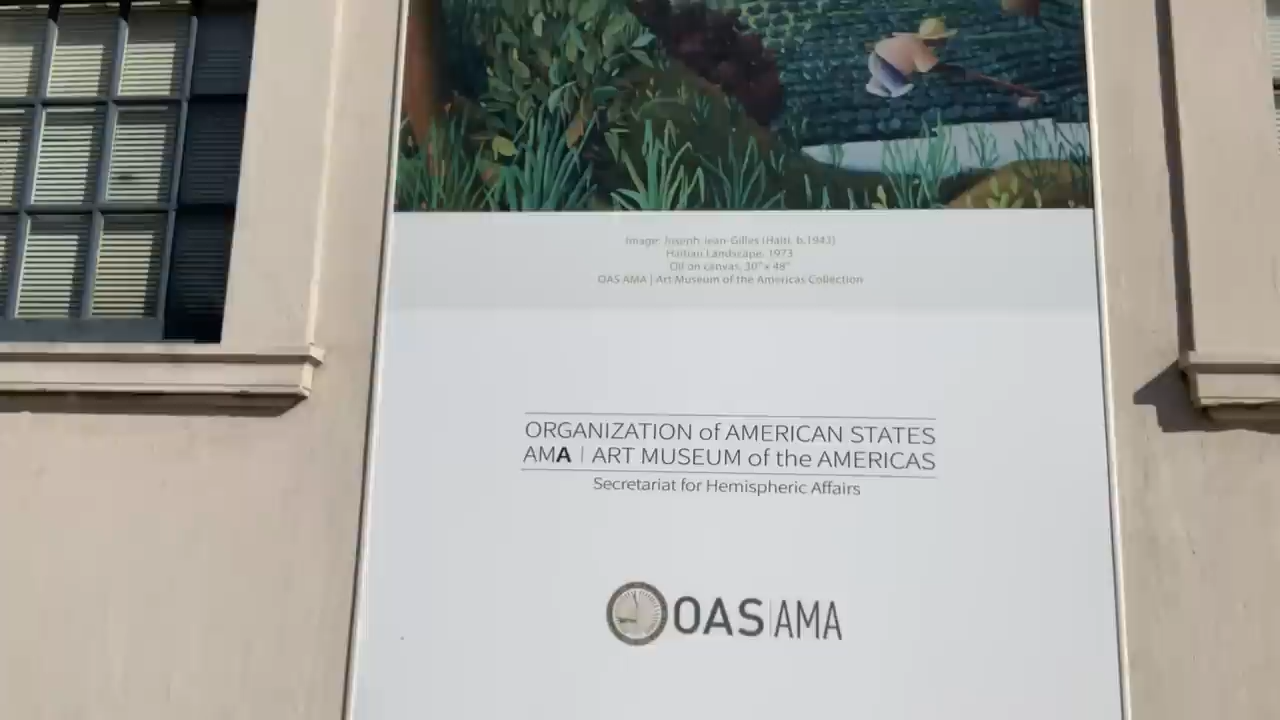 Image: Joseph Jean-Gilles (Haiti, b.1943)
Haitian Landscape, 1973
Oil on canvas, 30" x 48"
OAS AMA | Art Museum of the Americas Collection
ORGANIZATION of AMERICAN STATES
AMA | ART MUSEUM of the AMERICAS
Secretariat for Hemispheric Affairs
OAS | AMA